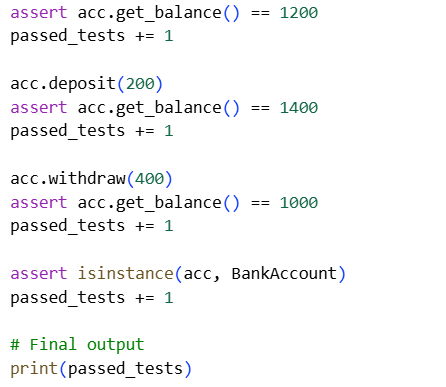 assert acc.get_balance() == 1200
passed_tests += 1
acc.deposit(200)
assert acc.get_balance() == 1400
passed_tests += 1
acc.withdraw(400)
assert acc.get_balance() == 1000
passed_tests += 1
assert isinstance(acc, BankAccount)
passed_tests += 1
# Final output
print(passed_tests)